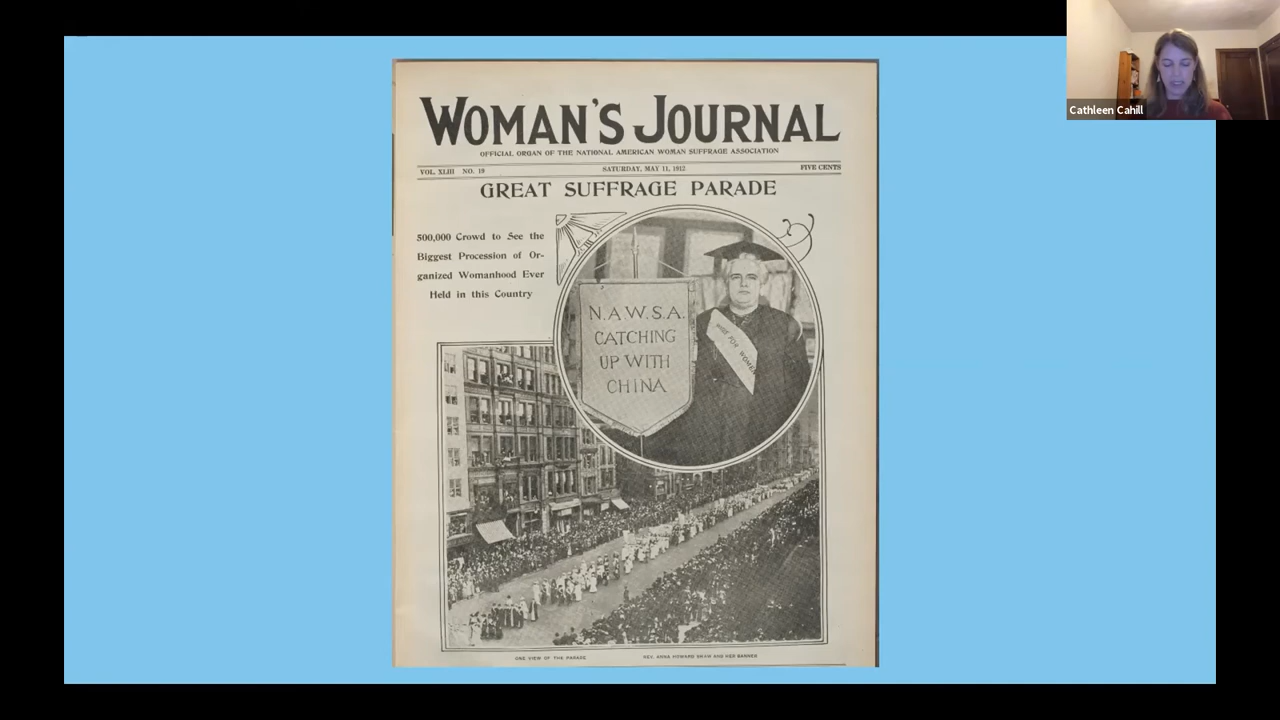 WOMAN'S JOURNAL
OFFICIAL ORGAN OF THE NATIONAL AMERICAN WOMAN SUFFRAGE ASSOCIATION
VOL. XLIII NO. 19
SATURDAY, MAY 11, 1912
FIVE CENTS
GREAT SUFFRAGE PARADE
500,000 Crowd to See the
Biggest Procession of Or-
ganized Womanhood Ever
Held in this Country
N.A.W.S.A.
CATCHING
UP WITH
CHINA
FOR WOMEN
ONE VIEW OF THE PARADE
REV. ANNA HOWARD SHAW AND HER BANNER
Cathleen Cahill